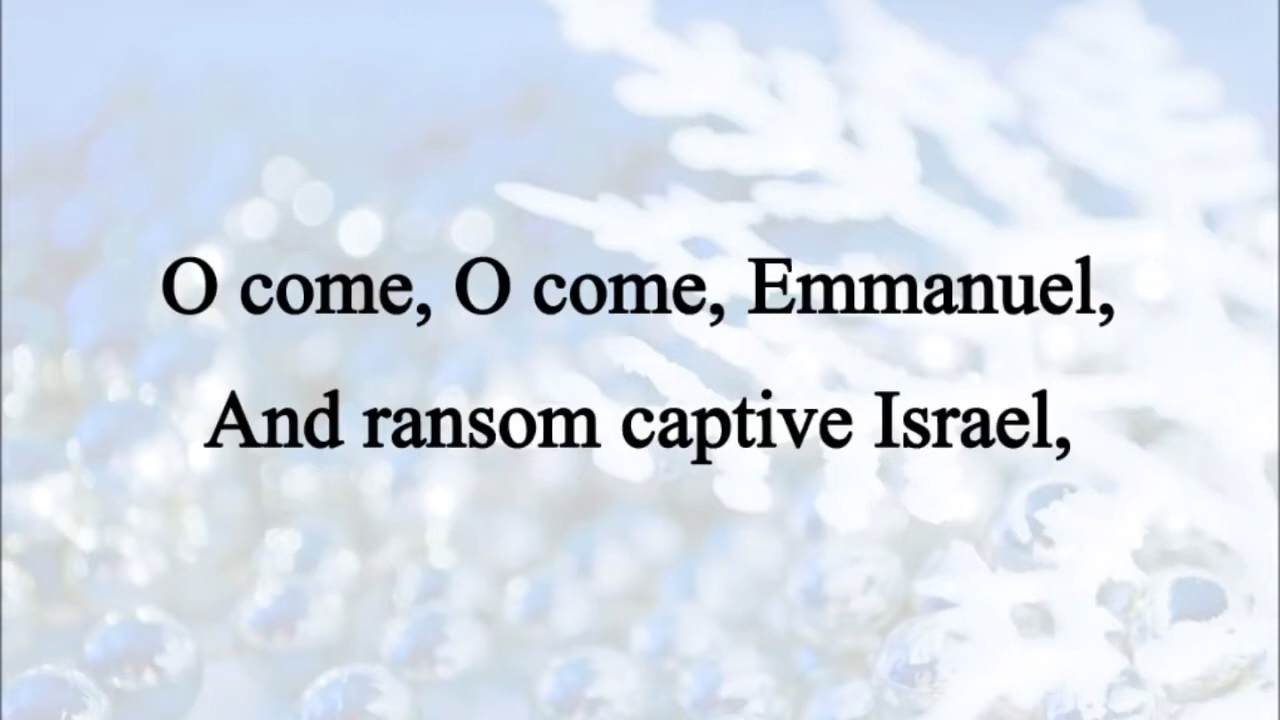 O come, O come, Emmanuel,
And ransom captive Israel,